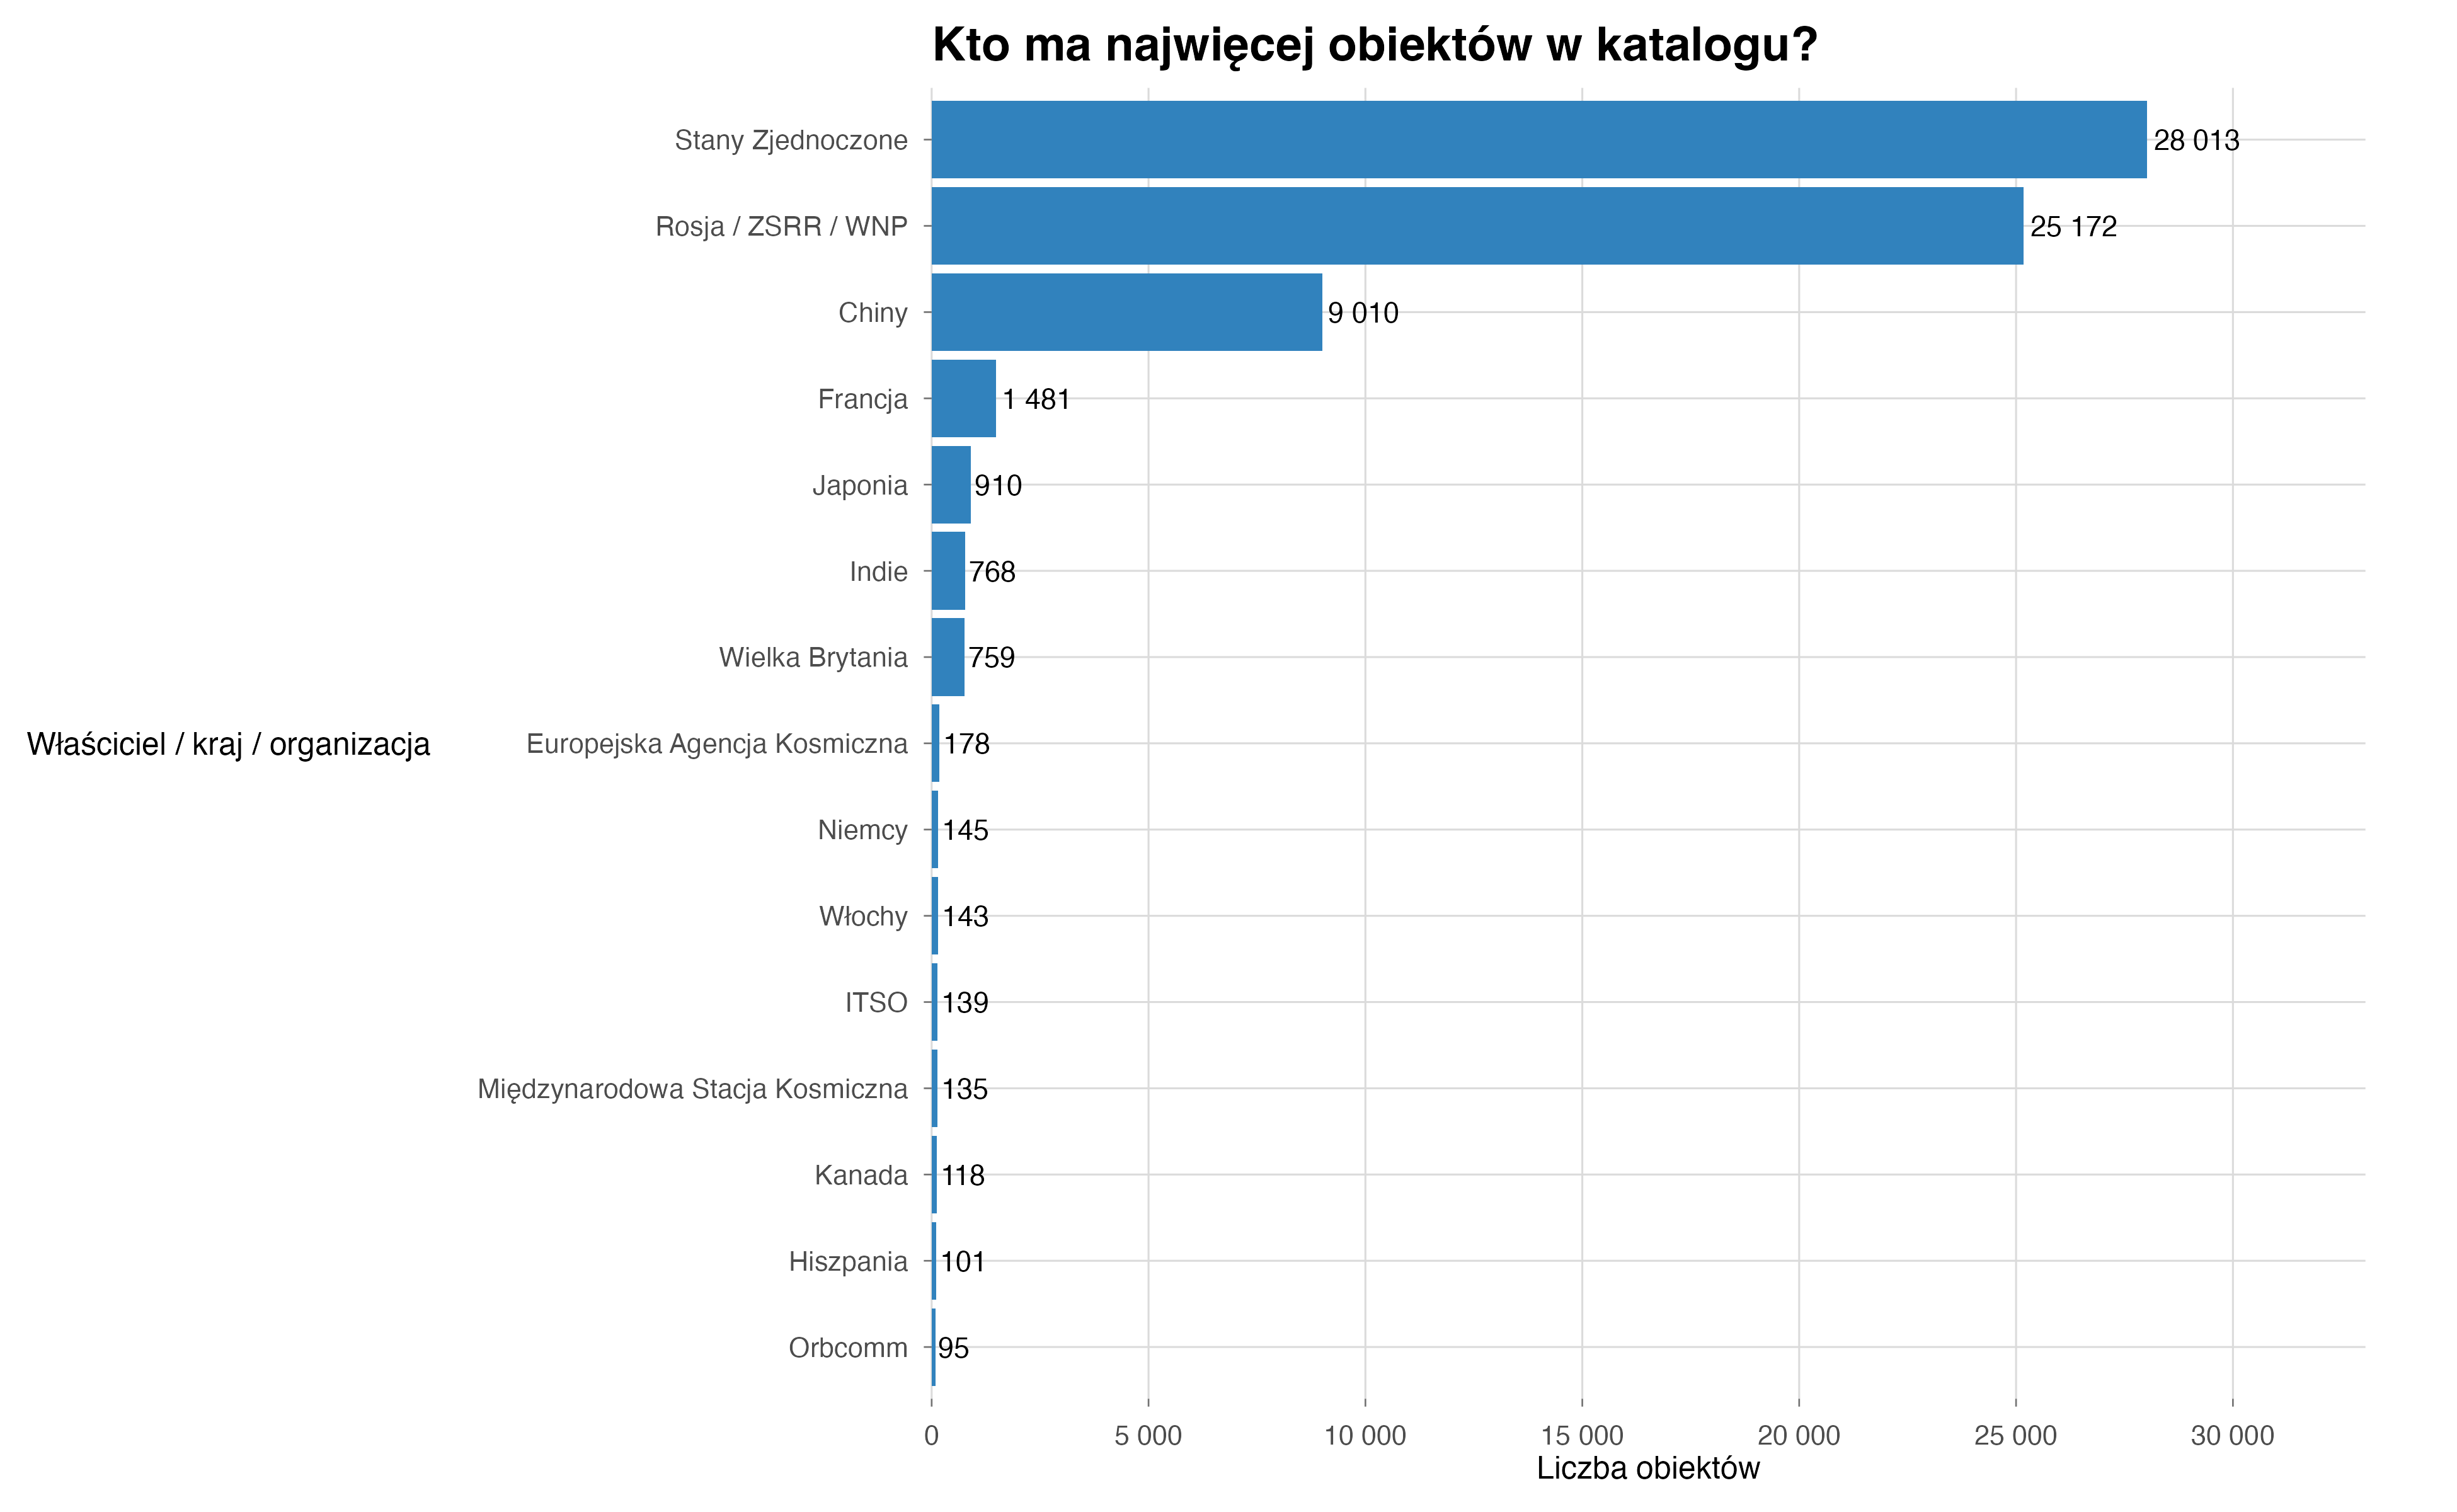 Kto ma najwięcej obiektów w katalogu?
Stany Zjednoczone 28 013
Rosja / ZSRR / WNP 25 172
Chiny 9 010
Francja 1 481
Japonia 910
Indie 768
Wielka Brytania 759
Właściciel / kraj / organizacja
Europejska Agencja Kosmiczna 178
Niemcy 145
Włochy 143
ITSO 139
Międzynarodowa Stacja Kosmiczna 135
Kanada 118
Hiszpania 101
Orbcomm 95
0 5 000 10 000 15 000 20 000 25 000 30 000
Liczba obiektów